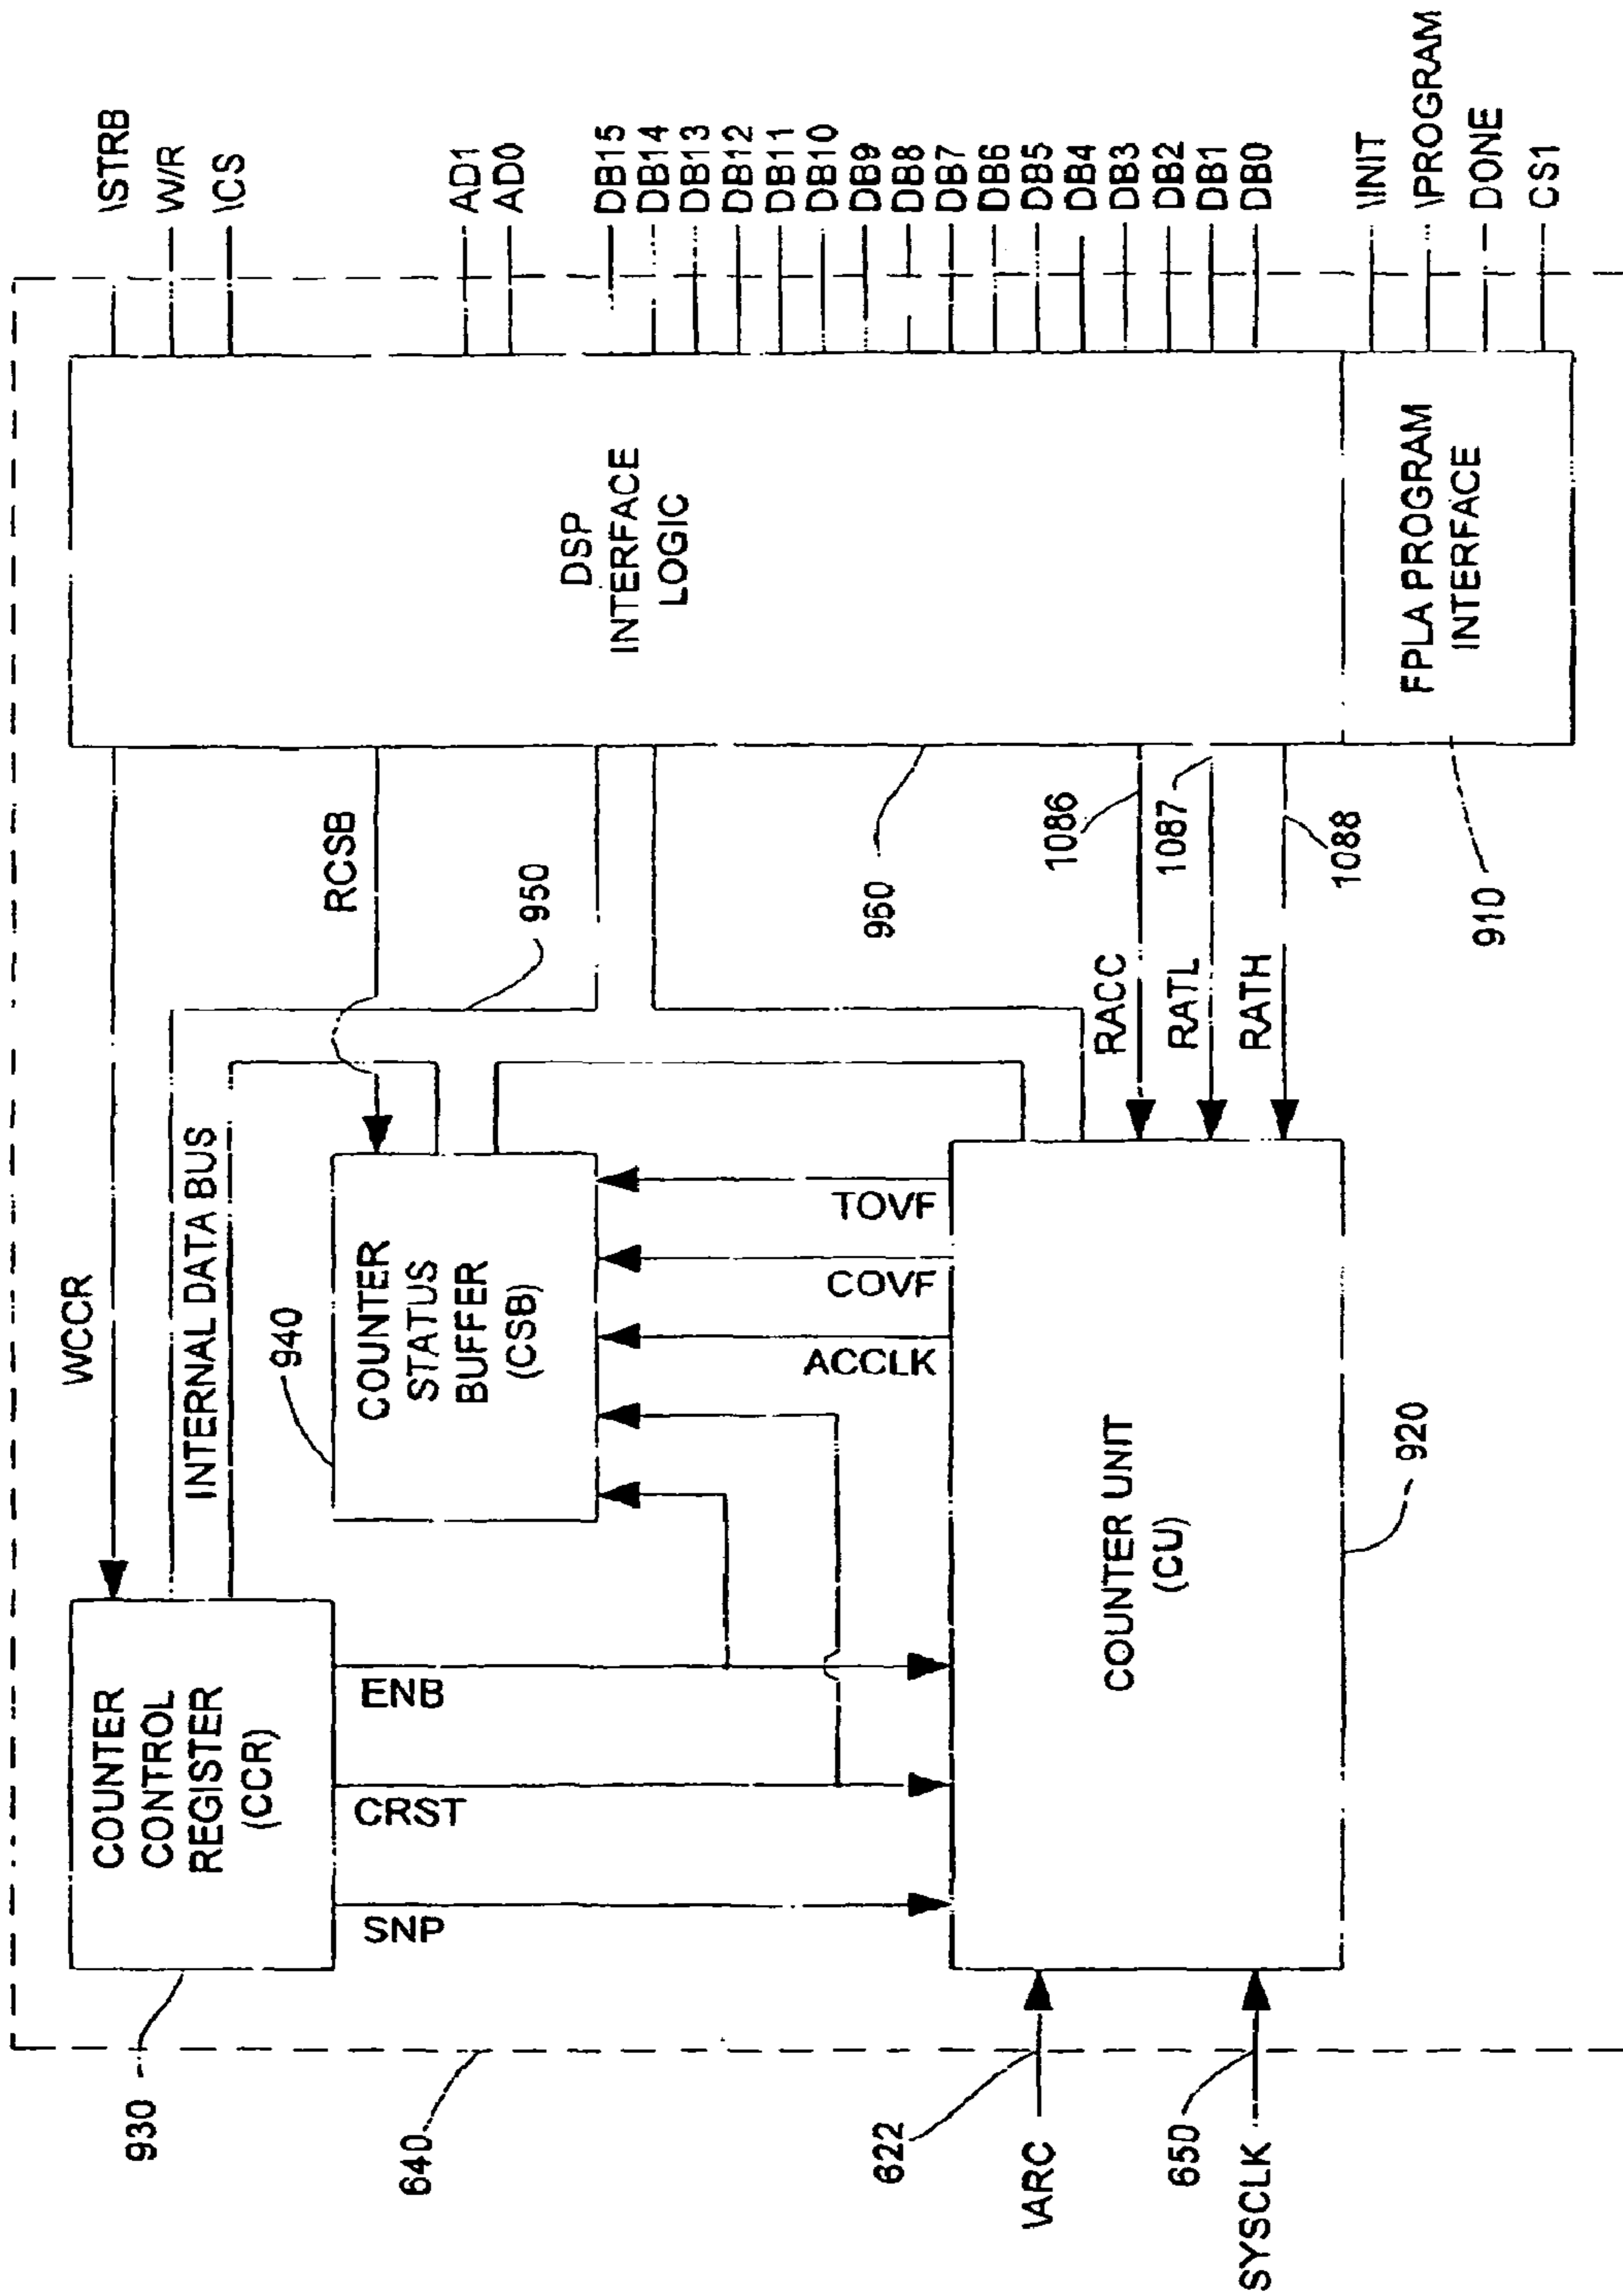 \STRB
W/R
\CS
AD1
AD0
DB15
DB14
DB13
DB12
DB11
DB10
DB9
DB8
DB7
DB6
DB5
DB4
DB3
DB2
DB1
DB0
\INIT
\PROGRAM
DONE
CS1
DSP
INTERFACE
LOGIC
FPLA PROGRAM
INTERFACE
WCCR
RCSB
INTERNAL DATA BUS
950
960
RACC
1086
RATL
1087
RATH
1088
910
940
COUNTER
STATUS
BUFFER
(CSB)
TOVF
COVF
ACCLK
COUNTER
CONTROL
REGISTER
(CCR)
ENB
CRST
SNP
COUNTER UNIT
(CU)
920
930
640
622
\ARC
650
SYSCLK